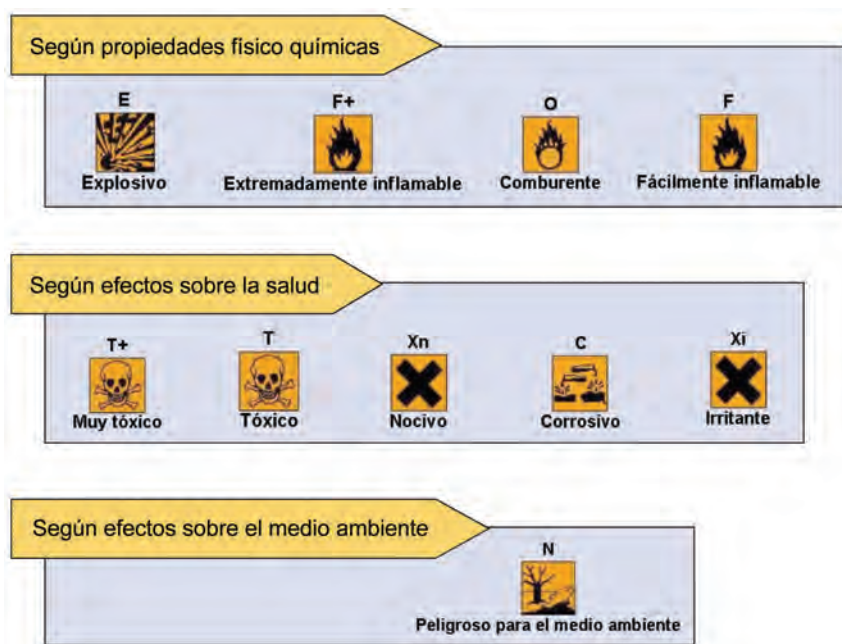 Según propiedades físico químicas
E F+ O F
Explosivo Extremadamente inflamable Comburente Fácilmente inflamable
Según efectos sobre la salud
T+ T Xn C Xi
Muy tóxico Tóxico Nocivo Corrosivo Irritante
Según efectos sobre el medio ambiente
N
Peligroso para el medio ambiente